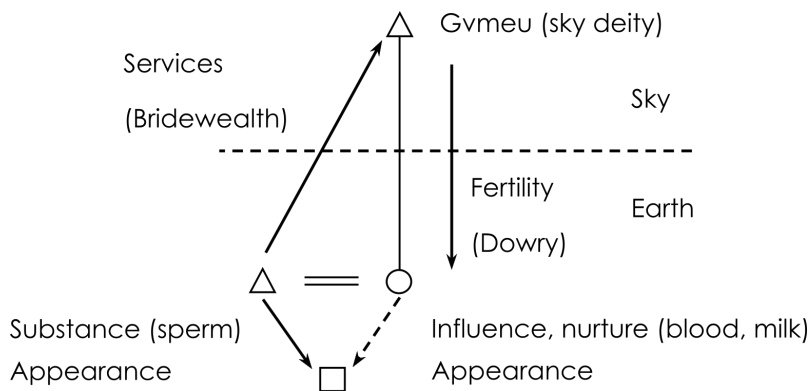 Gvmeu (sky deity)
Services
(Bridewealth)
Sky
Fertility
(Dowry)
Earth
Substance (sperm)
Appearance
Influence, nurture (blood, milk)
Appearance